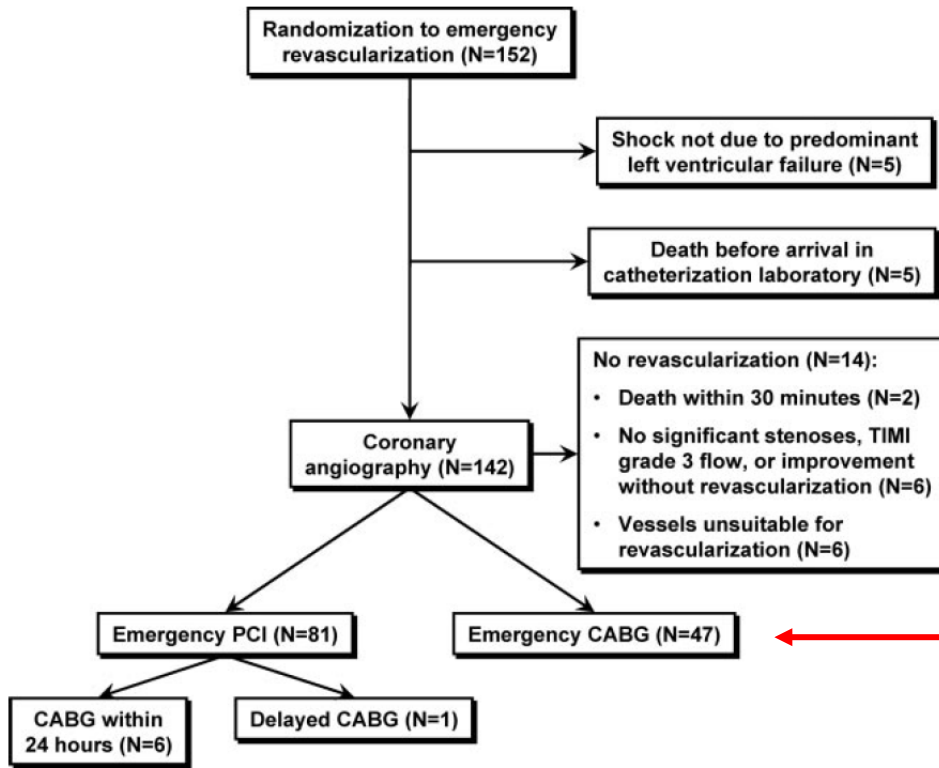 Randomization to emergency
revascularization (N=152)
Shock not due to predominant
left ventricular failure (N=5)
Death before arrival in
catheterization laboratory (N=5)
No revascularization (N=14):
• Death within 30 minutes (N=2)
• No significant stenoses, TIMI
grade 3 flow, or improvement
without revascularization (N=6)
• Vessels unsuitable for
revascularization (N=6)
Coronary
angiography (N=142)
Emergency PCI (N=81)
Emergency CABG (N=47)
CABG within
24 hours (N=6)
Delayed CABG (N=1)